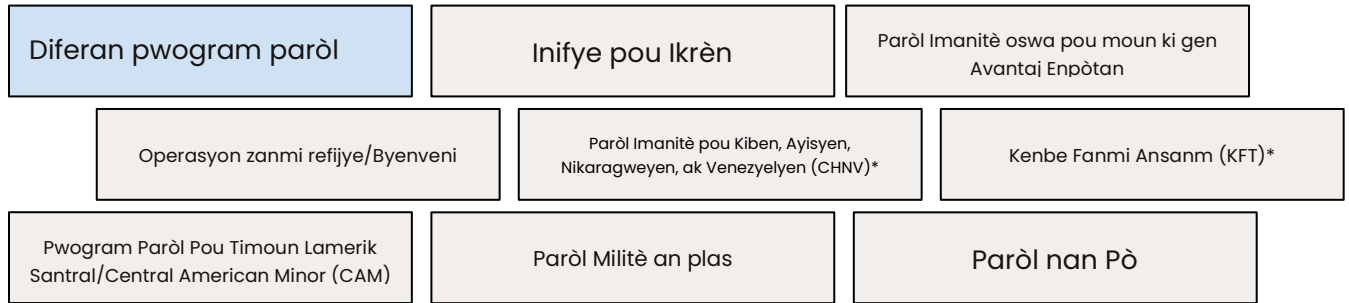 Diferan pwogram paròl
Inifye pou Ikrèn
Paròl Imanitè oswa pou moun ki gen
Avantaj Enpòtan
Operasyon zanmi refijye/Byenveni
Paròl Imanitè pou Kiben, Ayisyen,
Nikaragweyen, ak Venezyelyen (CHNV)*
Kenbe Fanmi Ansanm (KFT)*
Pwogram Paròl Pou Timoun Lamerik
Santral/Central American Minor (CAM)
Paròl Militè an plas
Paròl nan Pò